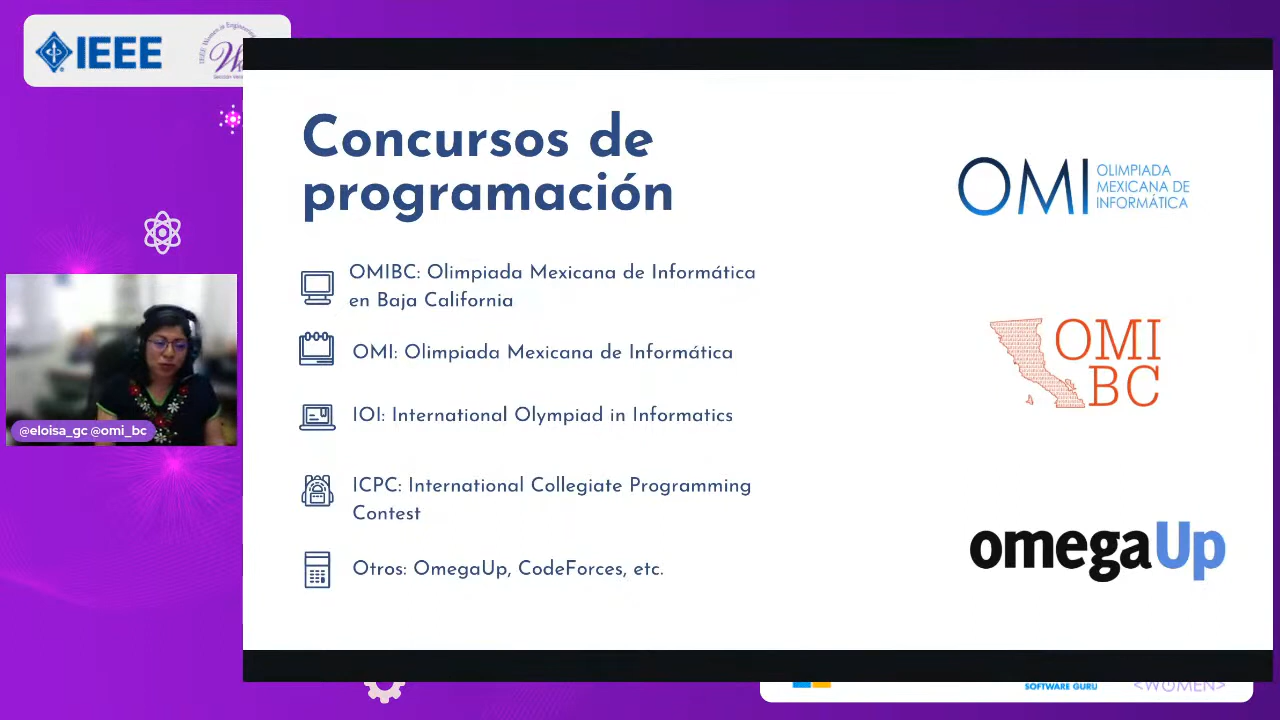 IEEE
Concursos de
programación
OMIBC: Olimpiada Mexicana de Informática
en Baja California
OMI: Olimpiada Mexicana de Informática
IOI: International Olympiad in Informatics
ICPC: International Collegiate Programming
Contest
Otros: OmegaUp, CodeForces, etc.
OMI
OLIMPIADA
MEXICANA DE
INFORMÁTICA
OMI
BC
omegaUp
@eloisa_gc @omi_bc
SOFTWARE GURU
<WOMEN>